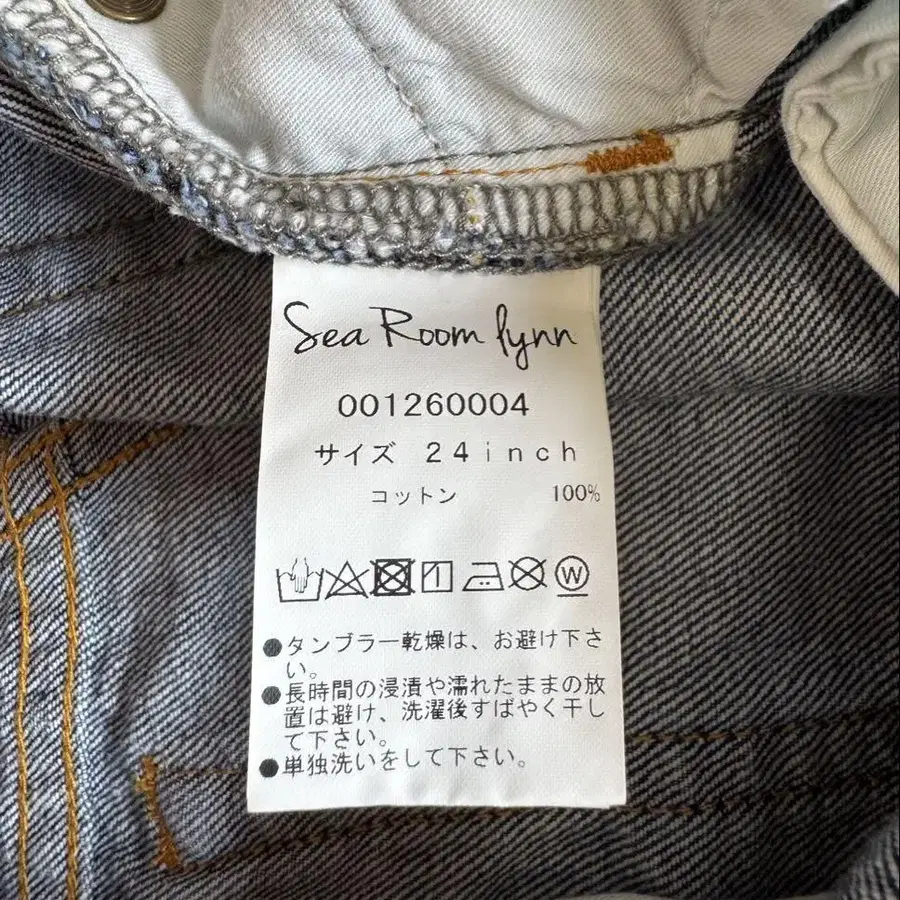 Sea Room lynn
001260004
サイズ 24inch
コットン 100%
W
●タンブラー乾燥は、お避け下さ
い。
●長時間の浸漬や濡れたままの放
置は避け、洗濯後すばやく干し
て下さい。
●単独洗いをして下さい。